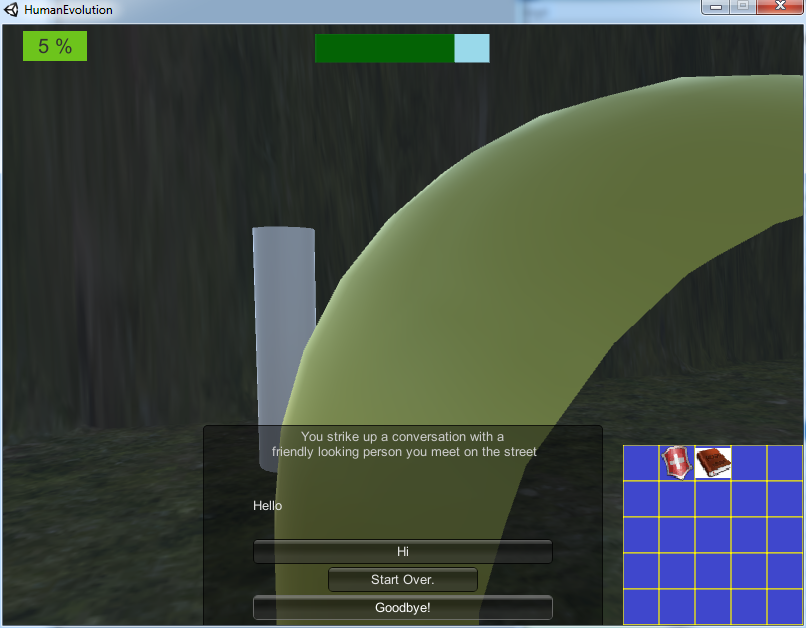 HumanEvolution
5 %
You strike up a conversation with a
friendly looking person you meet on the street
Hello
Hi
Start Over.
Goodbye!